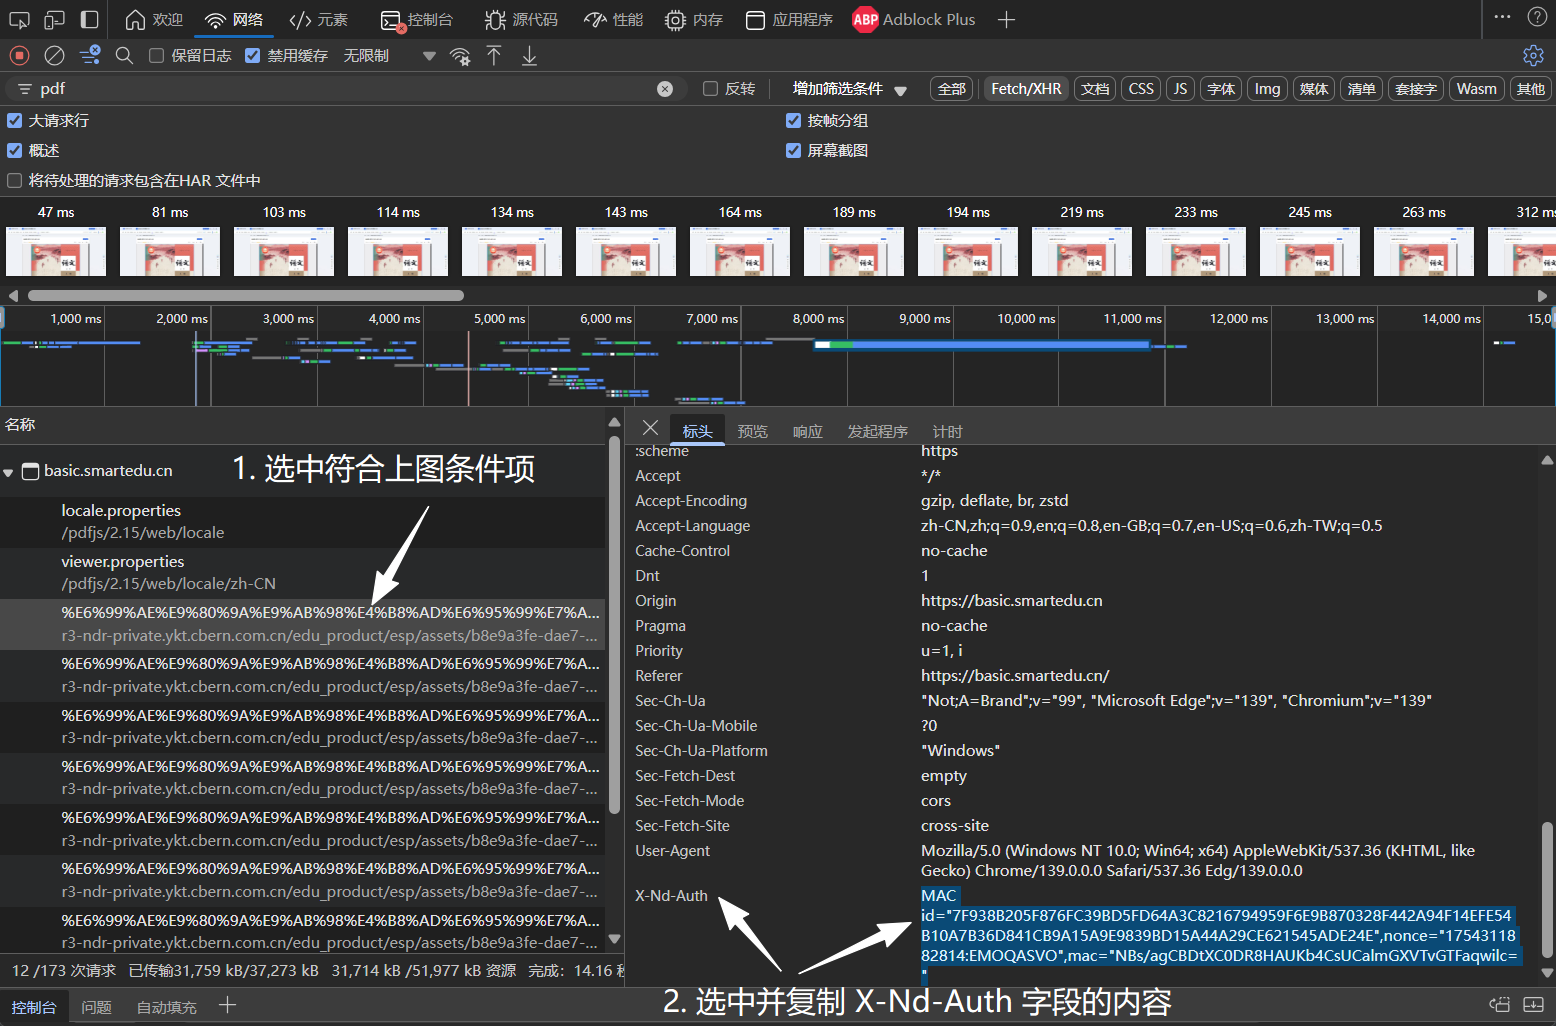 欢迎
网络
元素
控制台
源代码
性能
内存
应用程序
ABP Adblock Plus
保留日志
禁用缓存
无限制
pdf
反转
增加筛选条件
全部
Fetch/XHR
文档
CSS
JS
字体
Img
媒体
清单
套接字
Wasm
其他
大请求行
按帧分组
概述
屏幕截图
将待处理的请求包含在HAR 文件中
47 ms
81 ms
103 ms
114 ms
134 ms
143 ms
164 ms
189 ms
194 ms
219 ms
233 ms
245 ms
263 ms
312 ms
1,000 ms
2,000 ms
3,000 ms
4,000 ms
5,000 ms
6,000 ms
7,000 ms
8,000 ms
9,000 ms
10,000 ms
11,000 ms
12,000 ms
13,000 ms
14,000 ms
15,0
名称
basic.smartedu.cn
1. 选中符合上图条件项
locale.properties
/pdfjs/2.15/web/locale
viewer.properties
/pdfjs/2.15/web/locale/zh-CN
%E6%99%AE%E9%80%9A%E9%AB%98%E4%B8%AD%E6%95%99%E7%A...
r3-ndr-private.ykt.cbern.com.cn/edu_product/esp/assets/b8e9a3fe-dae7-...
%E6%99%AE%E9%80%9A%E9%AB%98%E4%B8%AD%E6%95%99%E7%A...
r3-ndr-private.ykt.cbern.com.cn/edu_product/esp/assets/b8e9a3fe-dae7-...
%E6%99%AE%E9%80%9A%E9%AB%98%E4%B8%AD%E6%95%99%E7%A...
r3-ndr-private.ykt.cbern.com.cn/edu_product/esp/assets/b8e9a3fe-dae7-...
%E6%99%AE%E9%80%9A%E9%AB%98%E4%B8%AD%E6%95%99%E7%A...
r3-ndr-private.ykt.cbern.com.cn/edu_product/esp/assets/b8e9a3fe-dae7-...
%E6%99%AE%E9%80%9A%E9%AB%98%E4%B8%AD%E6%95%99%E7%A...
r3-ndr-private.ykt.cbern.com.cn/edu_product/esp/assets/b8e9a3fe-dae7-...
%E6%99%AE%E9%80%9A%E9%AB%98%E4%B8%AD%E6%95%99%E7%A...
r3-ndr-private.ykt.cbern.com.cn/edu_product/esp/assets/b8e9a3fe-dae7-...
%E6%99%AE%E9%80%9A%E9%AB%98%E4%B8%AD%E6%95%99%E7%A...
r3-ndr-private.ykt.cbern.com.cn/edu_product/esp/assets/b8e9a3fe-dae7-...
12 /173 次请求 已传输31,759 kB/37,273 kB 31,714 kB /51,977 kB 资源 完成：14.16
标头
预览
响应
发起程序
计时
:scheme https
Accept */*
Accept-Encoding gzip, deflate, br, zstd
Accept-Language zh-CN,zh;q=0.9,en;q=0.8,en-GB;q=0.7,en-US;q=0.6,zh-TW;q=0.5
Cache-Control no-cache
Dnt 1
Origin https://basic.smartedu.cn
Pragma no-cache
Priority u=1, i
Referer https://basic.smartedu.cn/
Sec-Ch-Ua "Not;A=Brand";v="99", "Microsoft Edge";v="139", "Chromium";v="139"
Sec-Ch-Ua-Mobile ?0
Sec-Ch-Ua-Platform "Windows"
Sec-Fetch-Dest empty
Sec-Fetch-Mode cors
Sec-Fetch-Site cross-site
User-Agent Mozilla/5.0 (Windows NT 10.0; Win64; x64) AppleWebKit/537.36 (KHTML, like
Gecko) Chrome/139.0.0.0 Safari/537.36 Edg/139.0.0.0
X-Nd-Auth MAC
id="7F938B205F876FC39BD5FD64A3C8216794959F6E9B870328F442A94F14EFE54
B10A7B36D841CB9A15A9E9839BD15A44A29CE621545ADE24E",nonce="17543118
82814:EMOQASVO",mac="NBs/agCBDtXC0DR8HAUKb4CsUCalmGXVTvGTFaqwilc=
"
2. 选中并复制 X-Nd-Auth 字段的内容
控制台
问题
自动填充